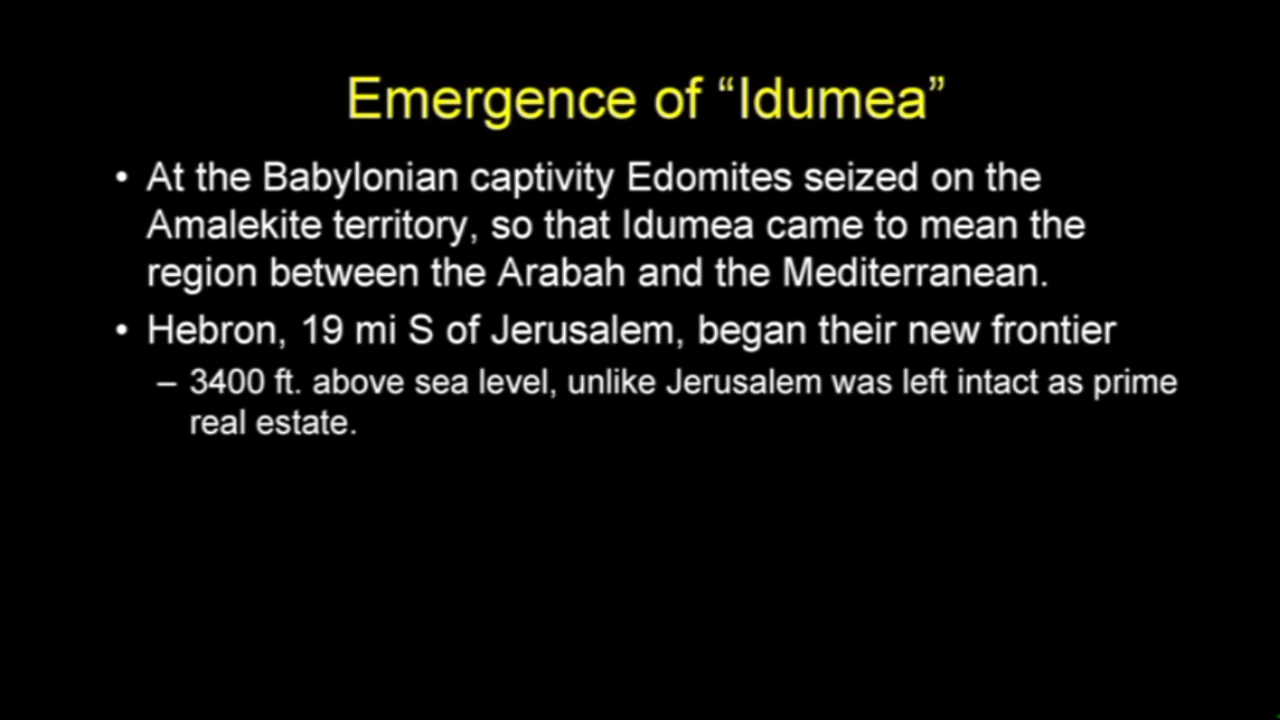 Emergence of “Idumea”
• At the Babylonian captivity Edomites seized on the
Amalekite territory, so that Idumea came to mean the
region between the Arabah and the Mediterranean.
• Hebron, 19 mi S of Jerusalem, began their new frontier
– 3400 ft. above sea level, unlike Jerusalem was left intact as prime
real estate.